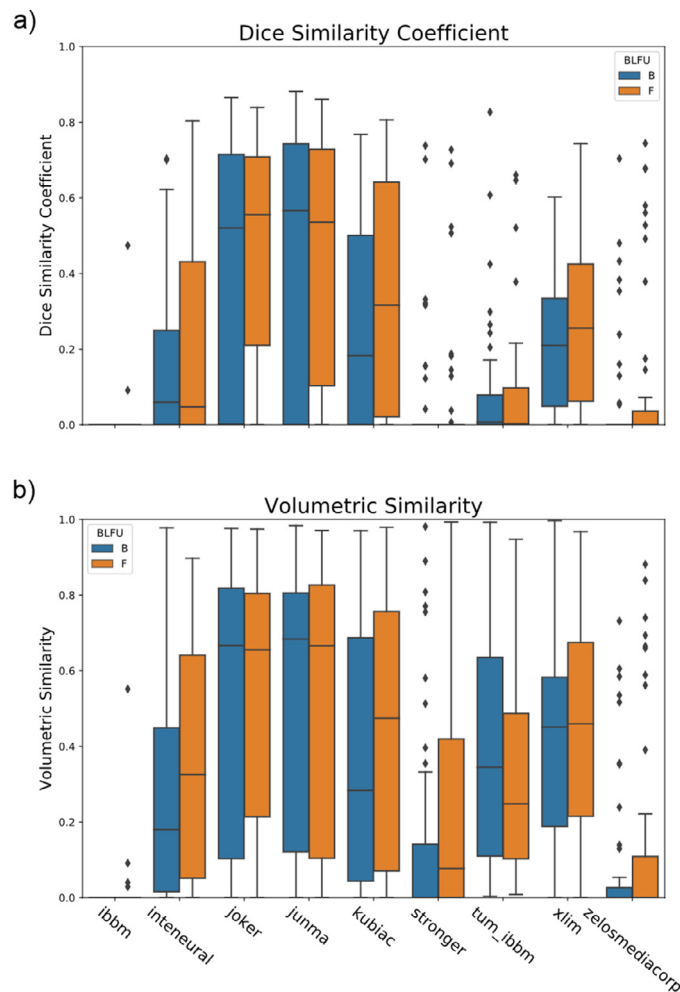 a)
Dice Similarity Coefficient
1.0
0.8
0.6
0.4
0.2
0.0
Dice Similarity Coefficient
BLFU
B
F
b)
Volumetric Similarity
1.0
0.8
0.6
0.4
0.2
0.0
Volumetric Similarity
BLFU
B
F
ibbm
inteneural
joker
junma
kubiac
stronger
tum_ibbm
xlim
zelosmediacorp